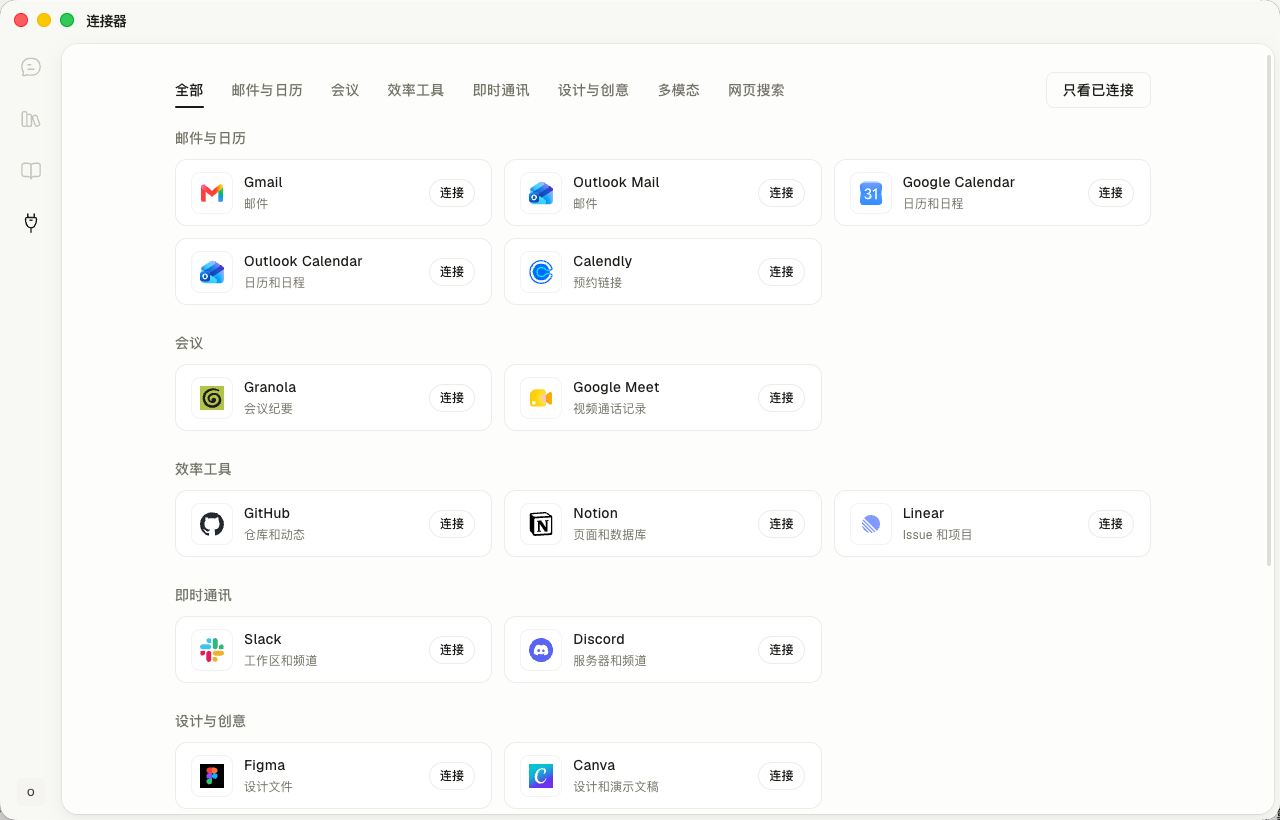 连接器
全部 邮件与日历 会议 效率工具 即时通讯 设计与创意 多模态 网页搜索 只看已连接
邮件与日历
Gmail
邮件
连接
Outlook Mail
邮件
连接
31
Google Calendar
日历和日程
连接
Outlook Calendar
日历和日程
连接
Calendly
预约链接
连接
会议
Granola
会议纪要
连接
Google Meet
视频通话记录
连接
效率工具
GitHub
仓库和动态
连接
Notion
页面和数据库
连接
Linear
Issue 和项目
连接
即时通讯
Slack
工作区和频道
连接
Discord
服务器和频道
连接
设计与创意
Figma
设计文件
连接
Canva
设计和演示文稿
连接
o